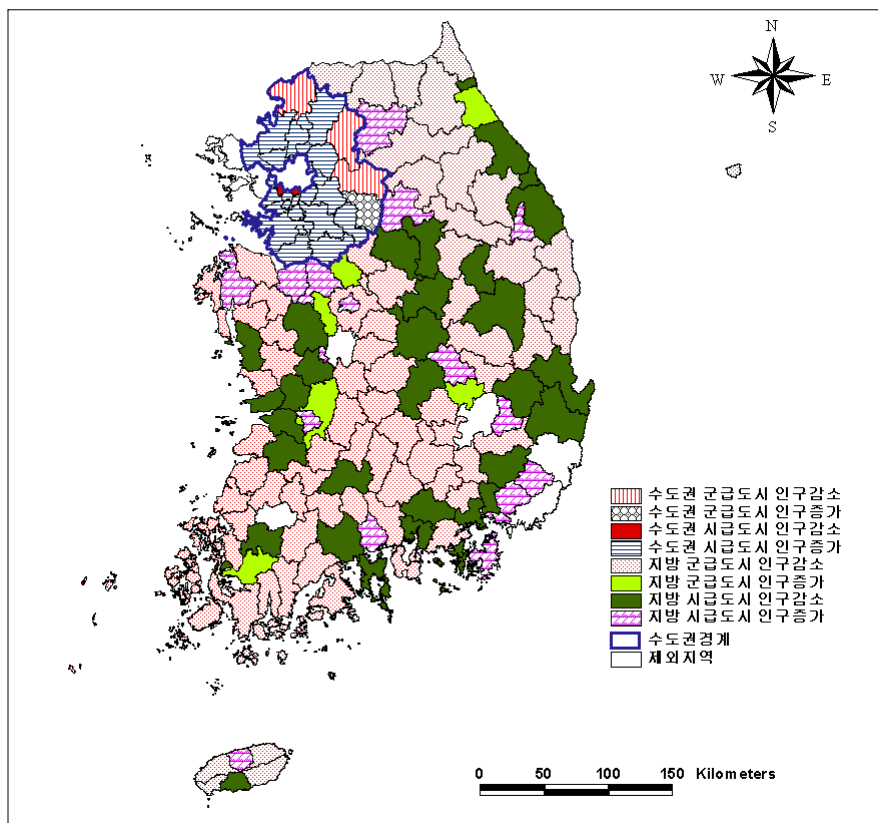 N
W E
S
수도권 군급도시 인구감소
수도권 군급도시 인구증가
수도권 시급도시 인구감소
수도권 시급도시 인구증가
지방 군급도시 인구감소
지방 군급도시 인구증가
지방 시급도시 인구감소
지방 시급도시 인구증가
수도권경계
제외지역
0 50 100 150 Kilometers